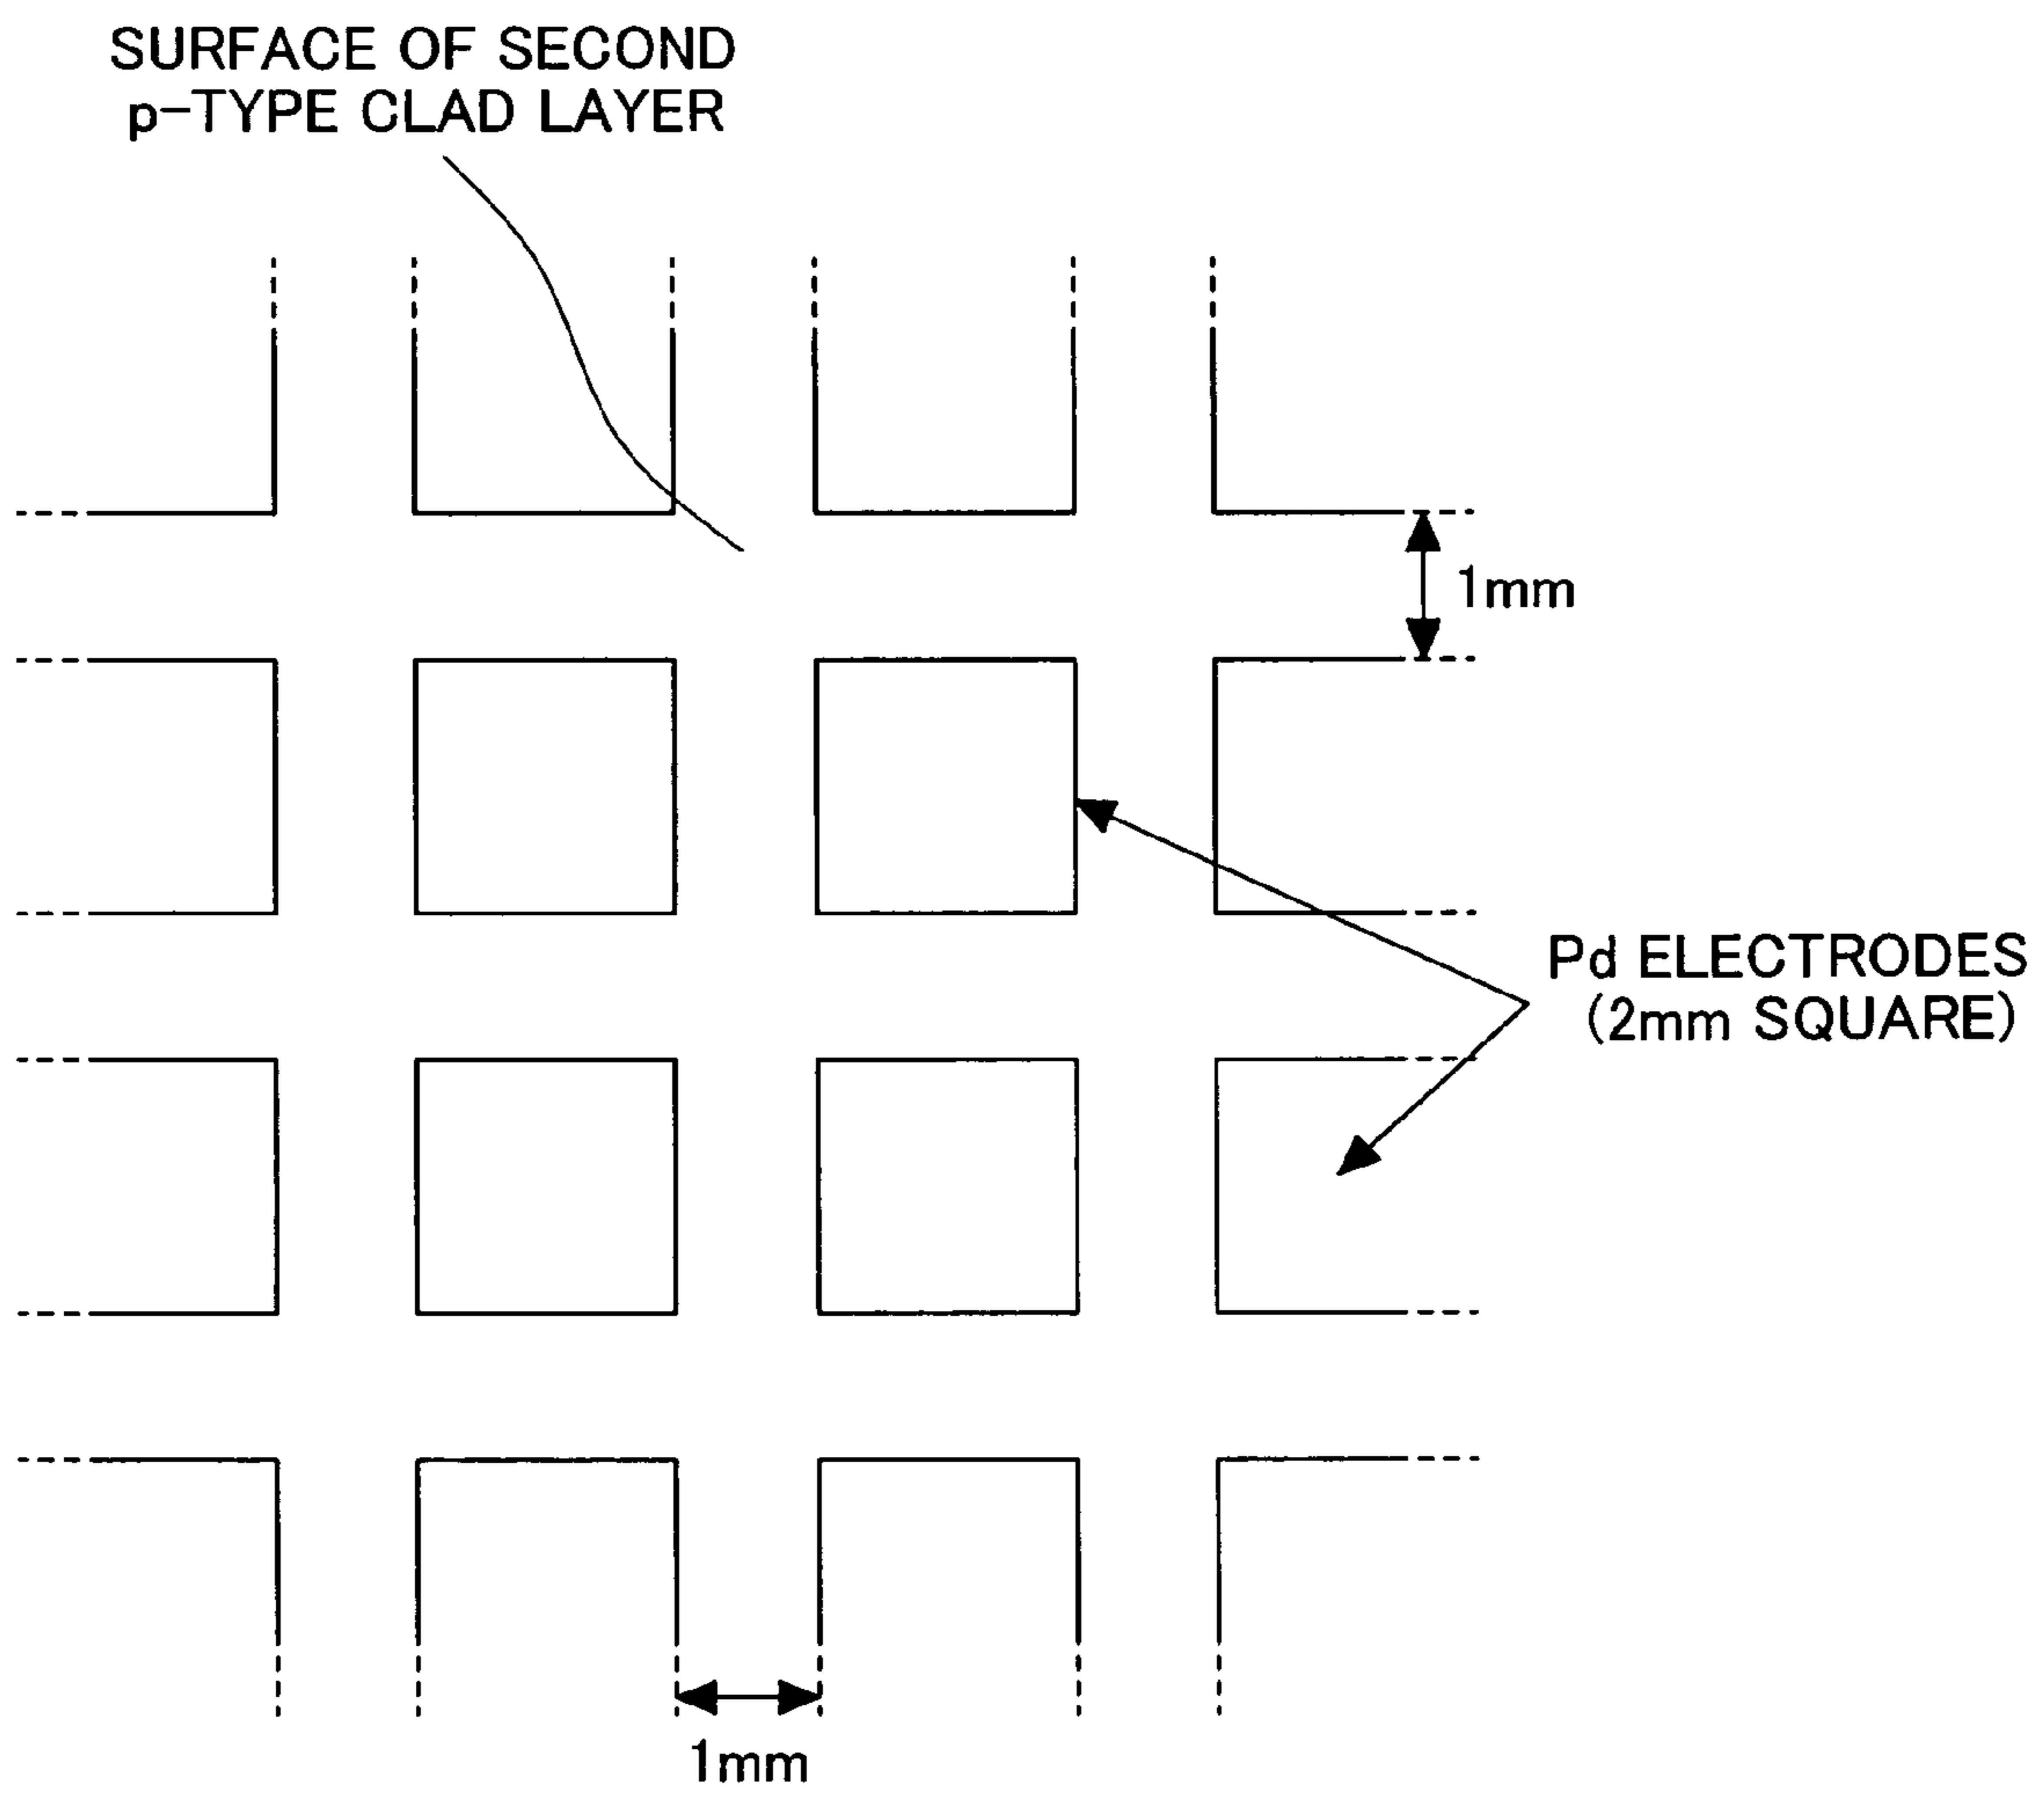 SURFACE OF SECOND
p-TYPE CLAD LAYER
1mm
Pd ELECTRODES
(2mm SQUARE)
1mm